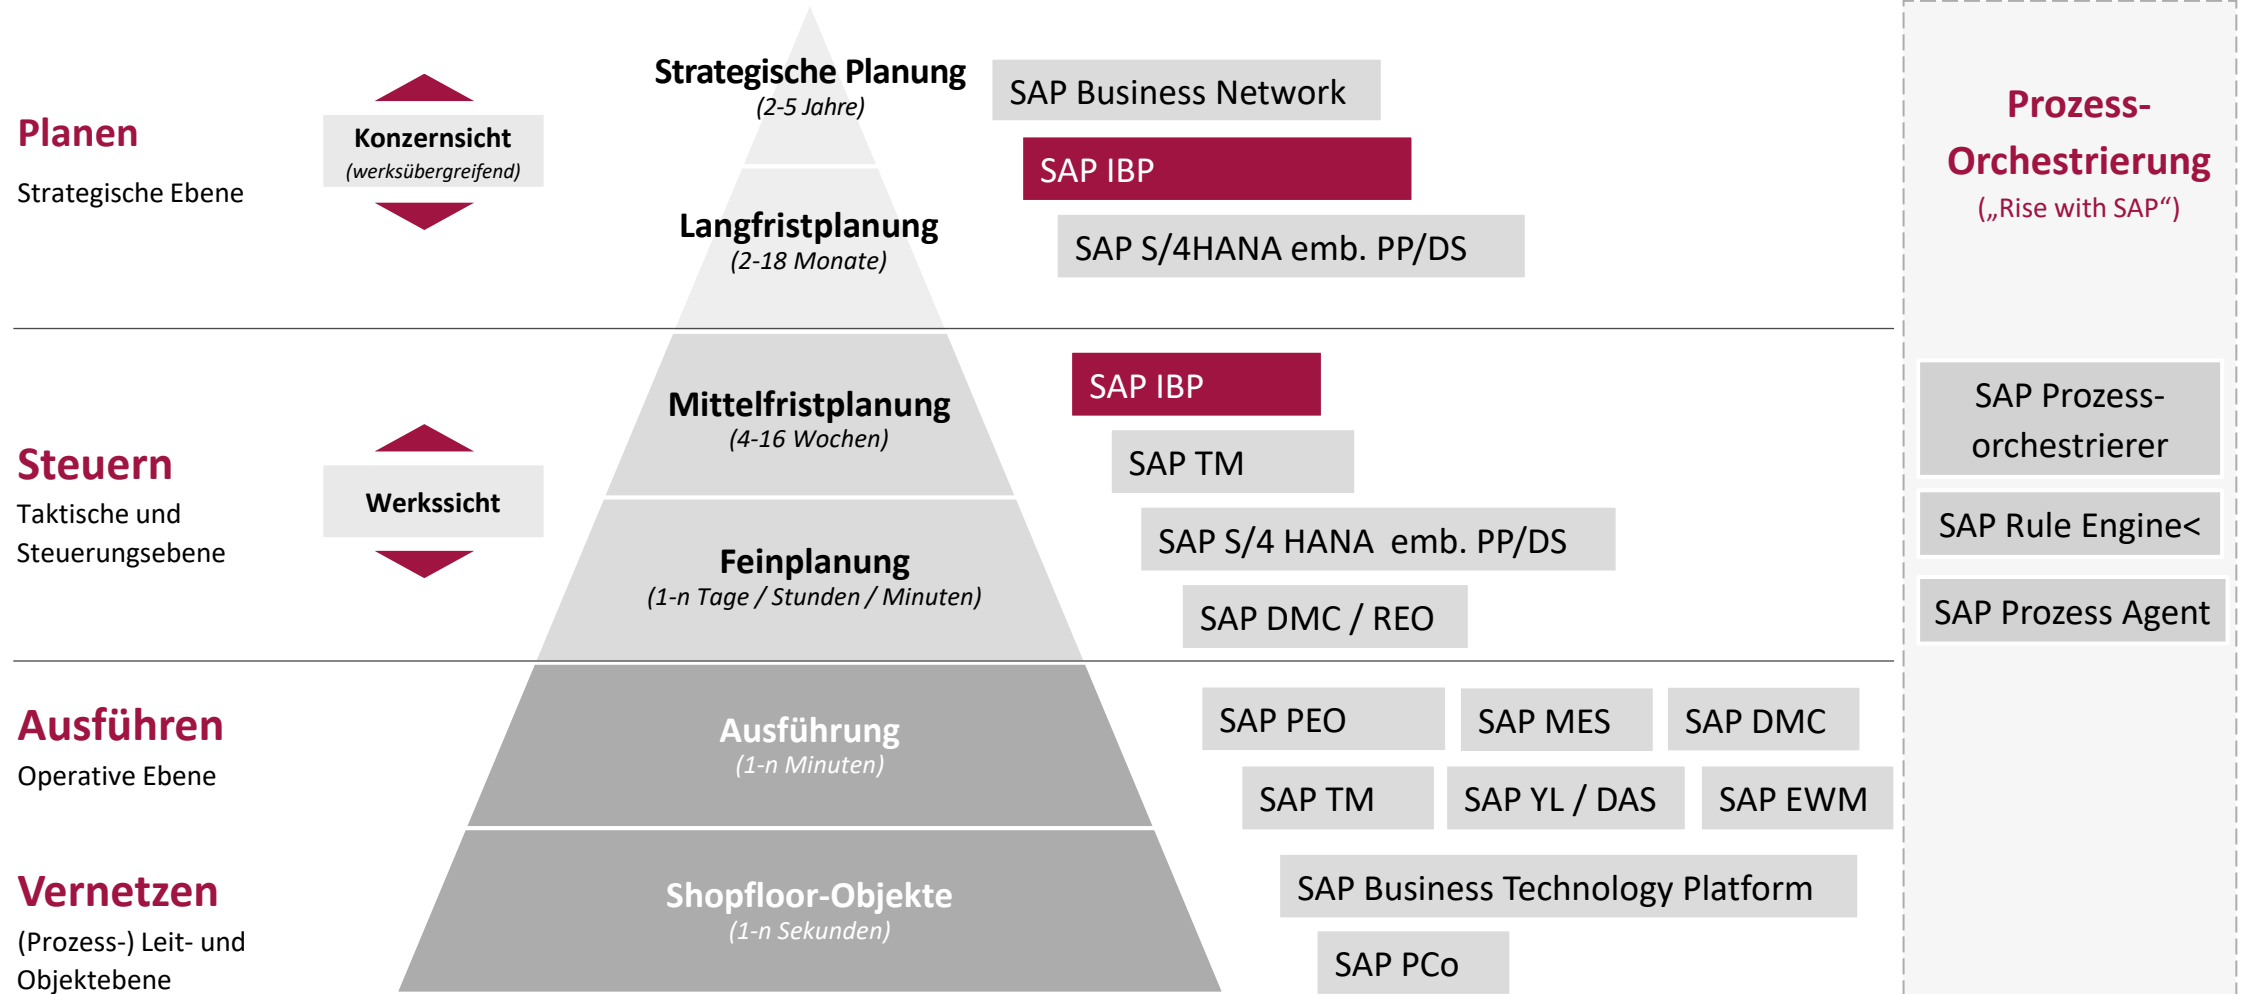 Planen
Strategische Ebene
Konzernsicht
(werksübergreifend)
Strategische Planung
(2-5 Jahre)
Langfristplanung
(2-18 Monate)
SAP Business Network
SAP IBP
SAP S/4HANA emb. PP/DS
Steuern
Taktische und
Steuerungsebene
Werkssicht
Mittelfristplanung
(4-16 Wochen)
Feinplanung
(1-n Tage / Stunden / Minuten)
SAP IBP
SAP TM
SAP S/4 HANA  emb. PP/DS
SAP DMC / REO
Ausführen
Operative Ebene
Ausführung
(1-n Minuten)
SAP PEO
SAP MES
SAP DMC
SAP TM
SAP YL / DAS
SAP EWM
Vernetzen
(Prozess-) Leit- und
Objektebene
Shopfloor-Objekte
(1-n Sekunden)
SAP Business Technology Platform
SAP PCo
Prozess-
Orchestrierung
(„Rise with SAP“)
SAP Prozess-
orchestrierer
SAP Rule Engine<
SAP Prozess Agent